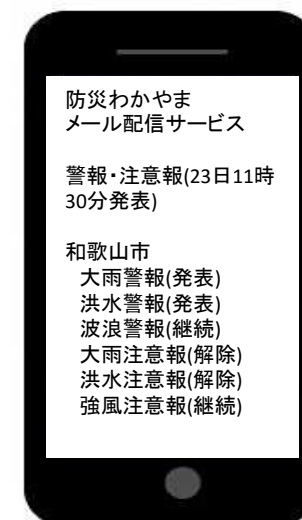 防災わかやま
メール配信サービス
警報･注意報(23日11時
30分発表)
和歌山市
大雨警報(発表)
洪水警報(発表)
波浪警報(継続)
大雨注意報(解除)
洪水注意報(解除)
強風注意報(継続)